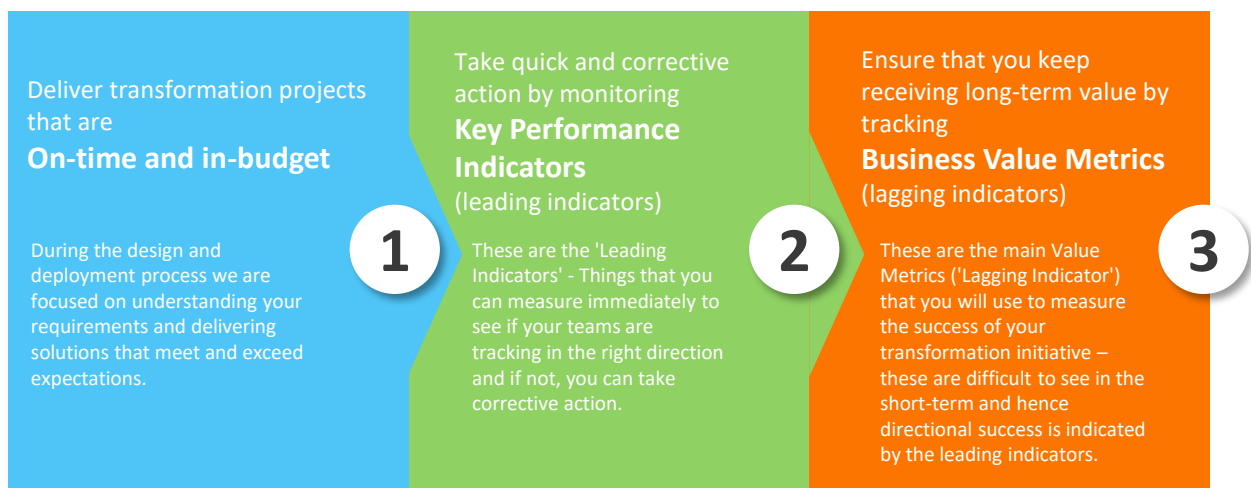 Deliver transformation projects
that are
On-time and in-budget
During the design and
deployment process we are
focused on understanding your
requirements and delivering
solutions that meet and exceed
expectations.
1
Take quick and corrective
action by monitoring
Key Performance
Indicators
(leading indicators)
These are the 'Leading
Indicators' - Things that you
can measure immediately to
see if your teams are
tracking in the right direction
and if not, you can take
corrective action.
2
Ensure that you keep
receiving long-term value by
tracking
Business Value Metrics
(lagging indicators)
These are the main Value
Metrics ('Lagging Indicator')
that you will use to measure
the success of your
transformation initiative –
these are difficult to see in the
short-term and hence
directional success is indicated
by the leading indicators.
3